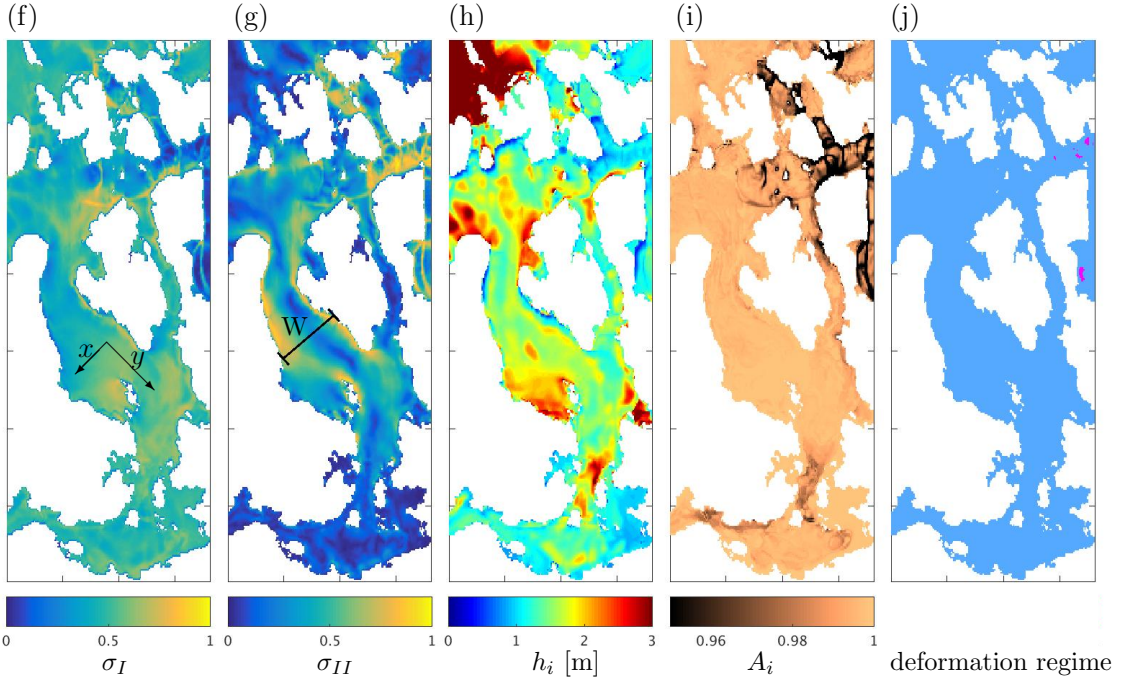 (f) (g) (h) (i) (j)
W
x y
0 0.5 1 0 0.5 1 0 1 2 3 0.96 0.98 1
σ_I σ_II h_i [m] A_i deformation regime